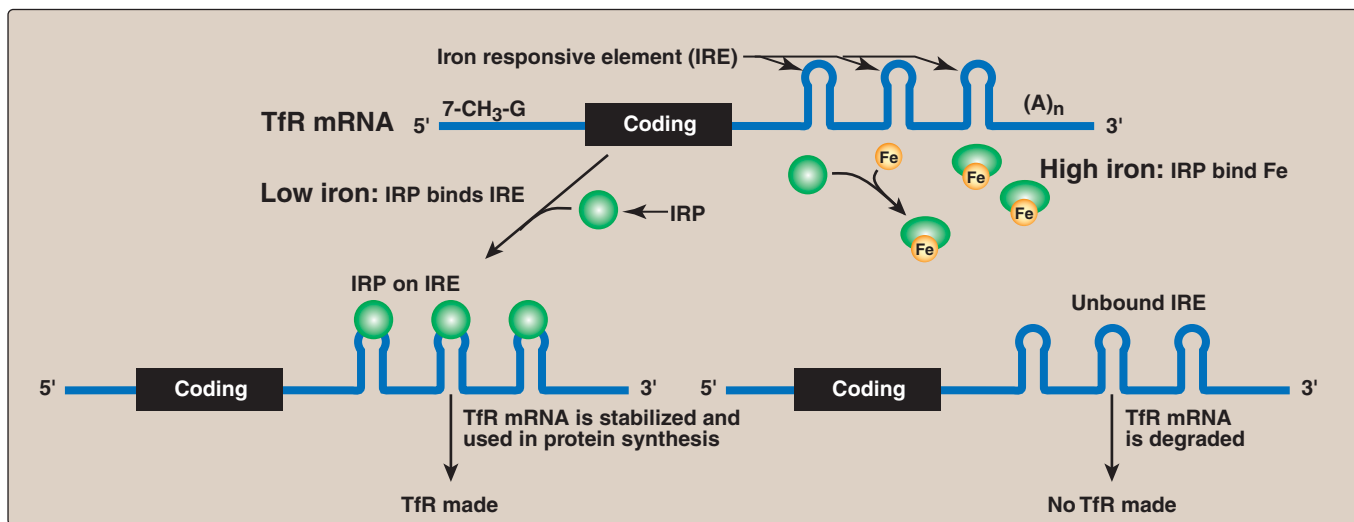 Iron responsive element (IRE)
7-CH3-G
(A)n
TfR mRNA 5' Coding 3'
Fe
Fe
High iron: IRP bind Fe
Low iron: IRP binds IRE
Fe
IRP
Fe
IRP on IRE
Unbound IRE
5' Coding 3'
5' Coding 3'
TfR mRNA is stabilized and
used in protein synthesis
TfR mRNA
is degraded
TfR made
No TfR made